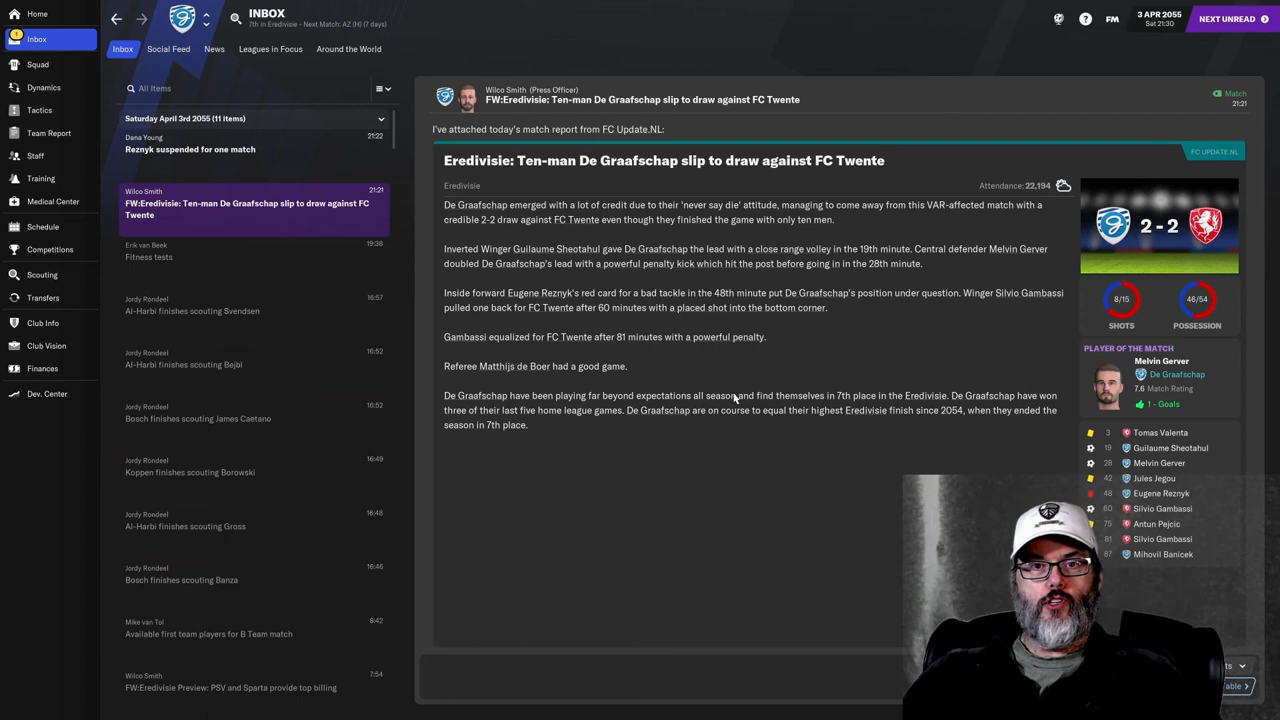 Home
Inbox
Squad
Dynamics
Tactics
Team Report
Staff
Training
Medical Center
Schedule
Competitions
Scouting
Transfers
Club Info
Club Vision
Finances
Dev. Center
INBOX
7th in Eredivisie - Next Match: AZ (H) (7 days)
FM
3 APR 2055
Sat 21:30
NEXT UNREAD
Inbox
Social Feed
News
Leagues in Focus
Around the World
All Items
Saturday April 3rd 2055 (11 items)
Dana Young
21:22
Reznyk suspended for one match
Wilco Smith
21:21
FW:Eredivisie: Ten-man De Graafschap slip to draw against FC
Twente
Erik van Beek
19:38
Fitness tests
Jordy Rondeel
16:57
Al-Harbi finishes scouting Svendsen
Jordy Rondeel
16:52
Al-Harbi finishes scouting Bejbl
Jordy Rondeel
16:52
Bosch finishes scouting James Caetano
Jordy Rondeel
16:49
Koppen finishes scouting Borowski
Jordy Rondeel
16:48
Al-Harbi finishes scouting Gross
Jordy Rondeel
16:46
Bosch finishes scouting Banza
Mike van Tol
8:42
Available first team players for B Team match
Wilco Smith
7:54
FW:Eredivisie Preview: PSV and Sparta provide top billing
Wilco Smith (Press Officer)
FW:Eredivisie: Ten-man De Graafschap slip to draw against FC Twente
Match
21:21
I've attached today's match report from FC Update.NL:
Eredivisie: Ten-man De Graafschap slip to draw against FC Twente
FC UPDATE.NL
Eredivisie
Attendance: 22,194
De Graafschap emerged with a lot of credit due to their 'never say die' attitude, managing to come away from this VAR-affected match with a
credible 2-2 draw against FC Twente even though they finished the game with only ten men.
Inverted Winger Guilaume Sheotahul gave De Graafschap the lead with a close range volley in the 19th minute. Central defender Melvin Gerver
doubled De Graafschap's lead with a powerful penalty kick which hit the post before going in in the 28th minute.
Inside forward Eugene Reznyk's red card for a bad tackle in the 48th minute put De Graafschap's position under question. Winger Silvio Gambassi
pulled one back for FC Twente after 60 minutes with a placed shot into the bottom corner.
Gambassi equalized for FC Twente after 81 minutes with a powerful penalty.
Referee Matthijs de Boer had a good game.
De Graafschap have been playing far beyond expectations all season and find themselves in 7th place in the Eredivisie. De Graafschap have won
three of their last five home league games. De Graafschap are on course to equal their highest Eredivisie finish since 2054, when they ended the
season in 7th place.
2 - 2
8/15
46/54
SHOTS
POSSESSION
PLAYER OF THE MATCH
Melvin Gerver
De Graafschap
7.6 Match Rating
1 - Goals
3 Tomas Valenta
19 Guilaume Sheotahul
28 Melvin Gerver
42 Jules Jegou
48 Eugene Reznyk
60 Silvio Gambassi
75 Antun Pejcic
81 Silvio Gambassi
87 Mihovil Banicek